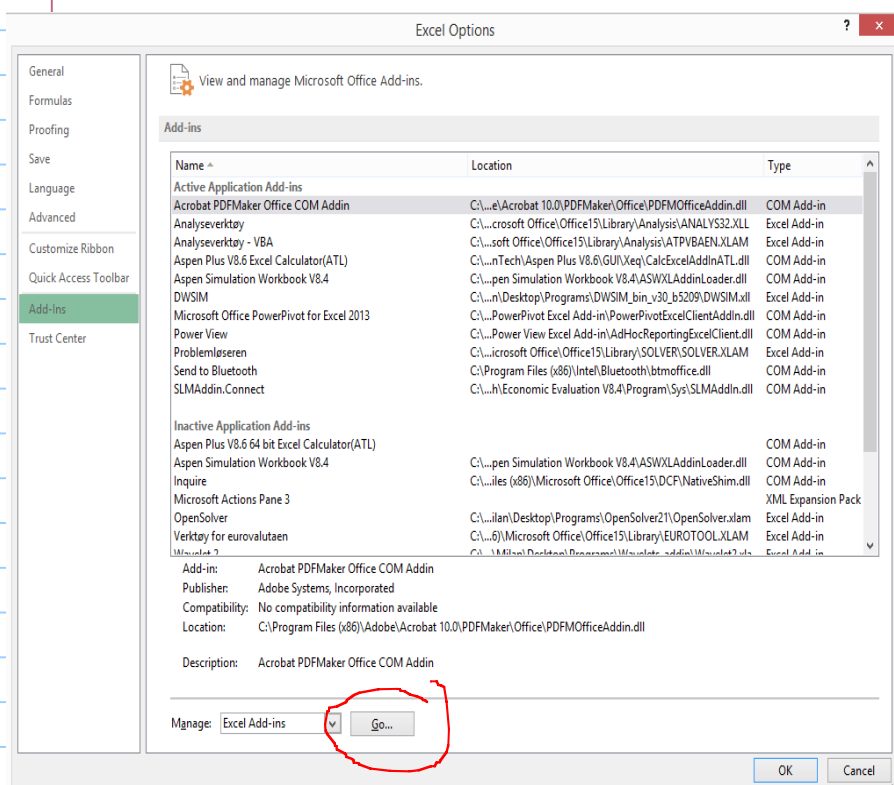 Excel Options
? x
General
Formulas
Proofing
Save
Language
Advanced
Customize Ribbon
Quick Access Toolbar
Add-Ins
Trust Center
View and manage Microsoft Office Add-ins.
Add-ins
Name Location Type
Active Application Add-ins
Acrobat PDFMaker Office COM Addin C:\...e\Acrobat 10.0\PDFMaker\Office\PDFMOfficeAddin.dll COM Add-in
Analyseverktøy C:\...crosoft Office\Office15\Library\Analysis\ANALYS32.XLL Excel Add-in
Analyseverktøy - VBA C:\...soft Office\Office15\Library\Analysis\ATPVBAEN.XLAM Excel Add-in
Aspen Plus V8.6 Excel Calculator(ATL) C:\...nTech\Aspen Plus V8.6\GUI\Xeq\CalcExcelAddInATL.dll COM Add-in
Aspen Simulation Workbook V8.4 C:\...pen Simulation Workbook V8.4\ASWXLAddinLoader.dll COM Add-in
DWSIM C:\...n\Desktop\Programs\DWSIM_bin_v30_b5209\DWSIM.xll Excel Add-in
Microsoft Office PowerPivot for Excel 2013 C:\...PowerPivot Excel Add-in\PowerPivotExcelClientAddIn.dll COM Add-in
Power View C:\...Power View Excel Add-in\AdHocReportingExcelClient.dll COM Add-in
Problemløseren C:\...icrosoft Office\Office15\Library\SOLVER\SOLVER.XLAM Excel Add-in
Send to Bluetooth C:\Program Files (x86)\Intel\Bluetooth\btmoffice.dll COM Add-in
SLMAddin.Connect C:\...h\Economic Evaluation V8.4\Program\Sys\SLMAddIn.dll COM Add-in
Inactive Application Add-ins
Aspen Plus V8.6 64 bit Excel Calculator(ATL) COM Add-in
Aspen Simulation Workbook V8.4 C:\...pen Simulation Workbook V8.4\ASWXLAddinLoader.dll COM Add-in
Inquire C:\...iles (x86)\Microsoft Office\Office15\DCF\NativeShim.dll COM Add-in
Microsoft Actions Pane 3 XML Expansion Pack
OpenSolver C:\...ilan\Desktop\Programs\OpenSolver21\OpenSolver.xlam Excel Add-in
Verktøy for eurovalutaen C:\...6)\Microsoft Office\Office15\Library\EUROTOOL.XLAM Excel Add-in
Wavelet 2 C:\...\Milan\Desktop\Programs\Wavelets_addin\Wavelet2.xla Excel Add-in
Add-in: Acrobat PDFMaker Office COM Addin
Publisher: Adobe Systems, Incorporated
Compatibility: No compatibility information available
Location: C:\Program Files (x86)\Adobe\Acrobat 10.0\PDFMaker\Office\PDFMOfficeAddin.dll
Description: Acrobat PDFMaker Office COM Addin
Manage: Excel Add-ins Go...
OK Cancel